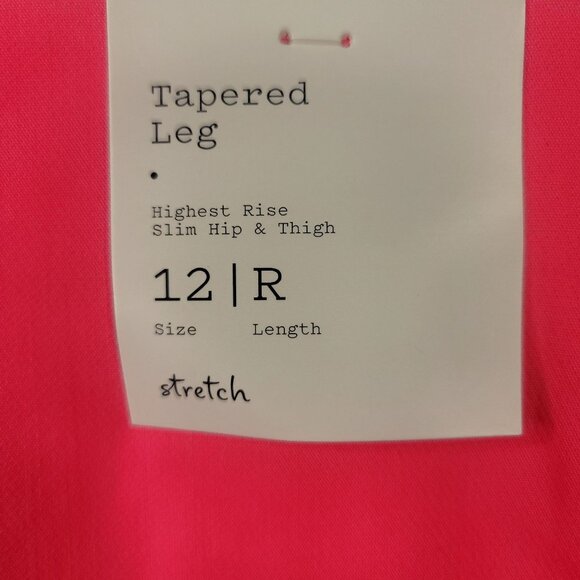 Tapered
Leg
•
Highest Rise
Slim Hip & Thigh
12|R
Size Length
stretch